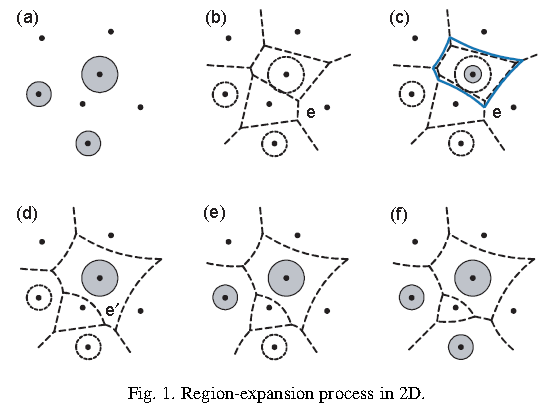 (a) (b) (c)
e e
(d) (e) (f)
e'
Fig. 1. Region-expansion process in 2D.